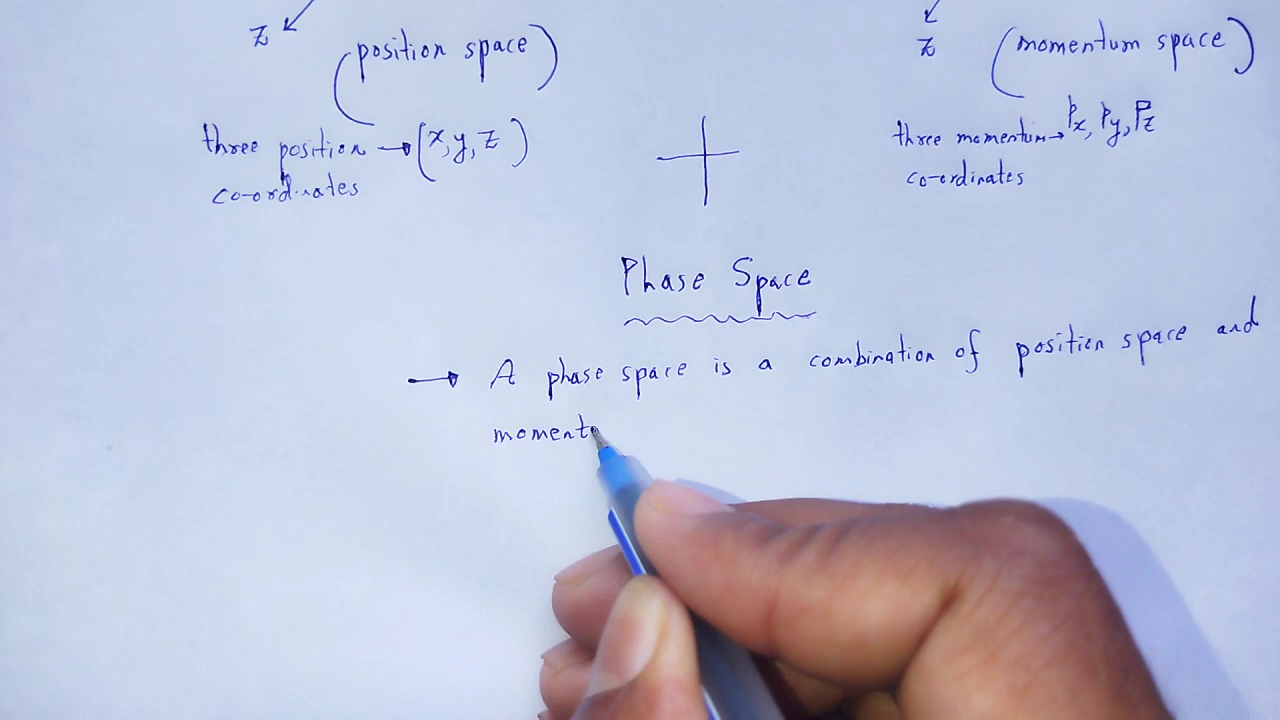 z
(position space)
three position → (x, y, z)
co-ordinates
z
(momentum space)
three momentum → Px, Py, Pz
co-ordinates
Phase Space
→ A phase space is a combination of position space and
moment